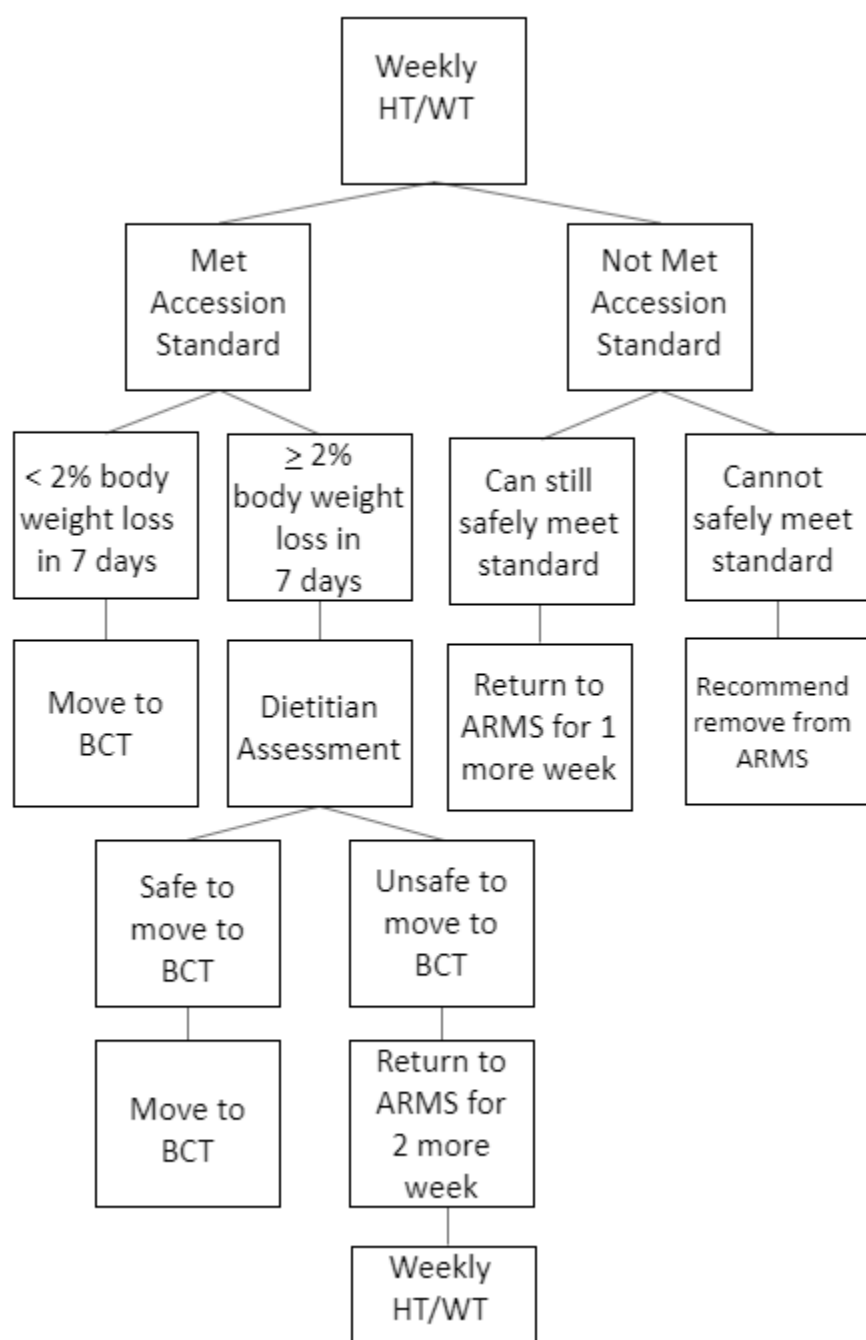 Weekly
HT/WT
Met
Accession
Standard
Not Met
Accession
Standard
< 2% body
weight loss
in 7 days
≥ 2%
body weight
loss in
7 days
Can still
safely meet
standard
Cannot
safely meet
standard
Move to
BCT
Dietitian
Assessment
Return to
ARMS for 1
more week
Recommend
remove from
ARMS
Safe to
move to
BCT
Unsafe to
move to
BCT
Move to
BCT
Return to
ARMS for
2 more
week
Weekly
HT/WT